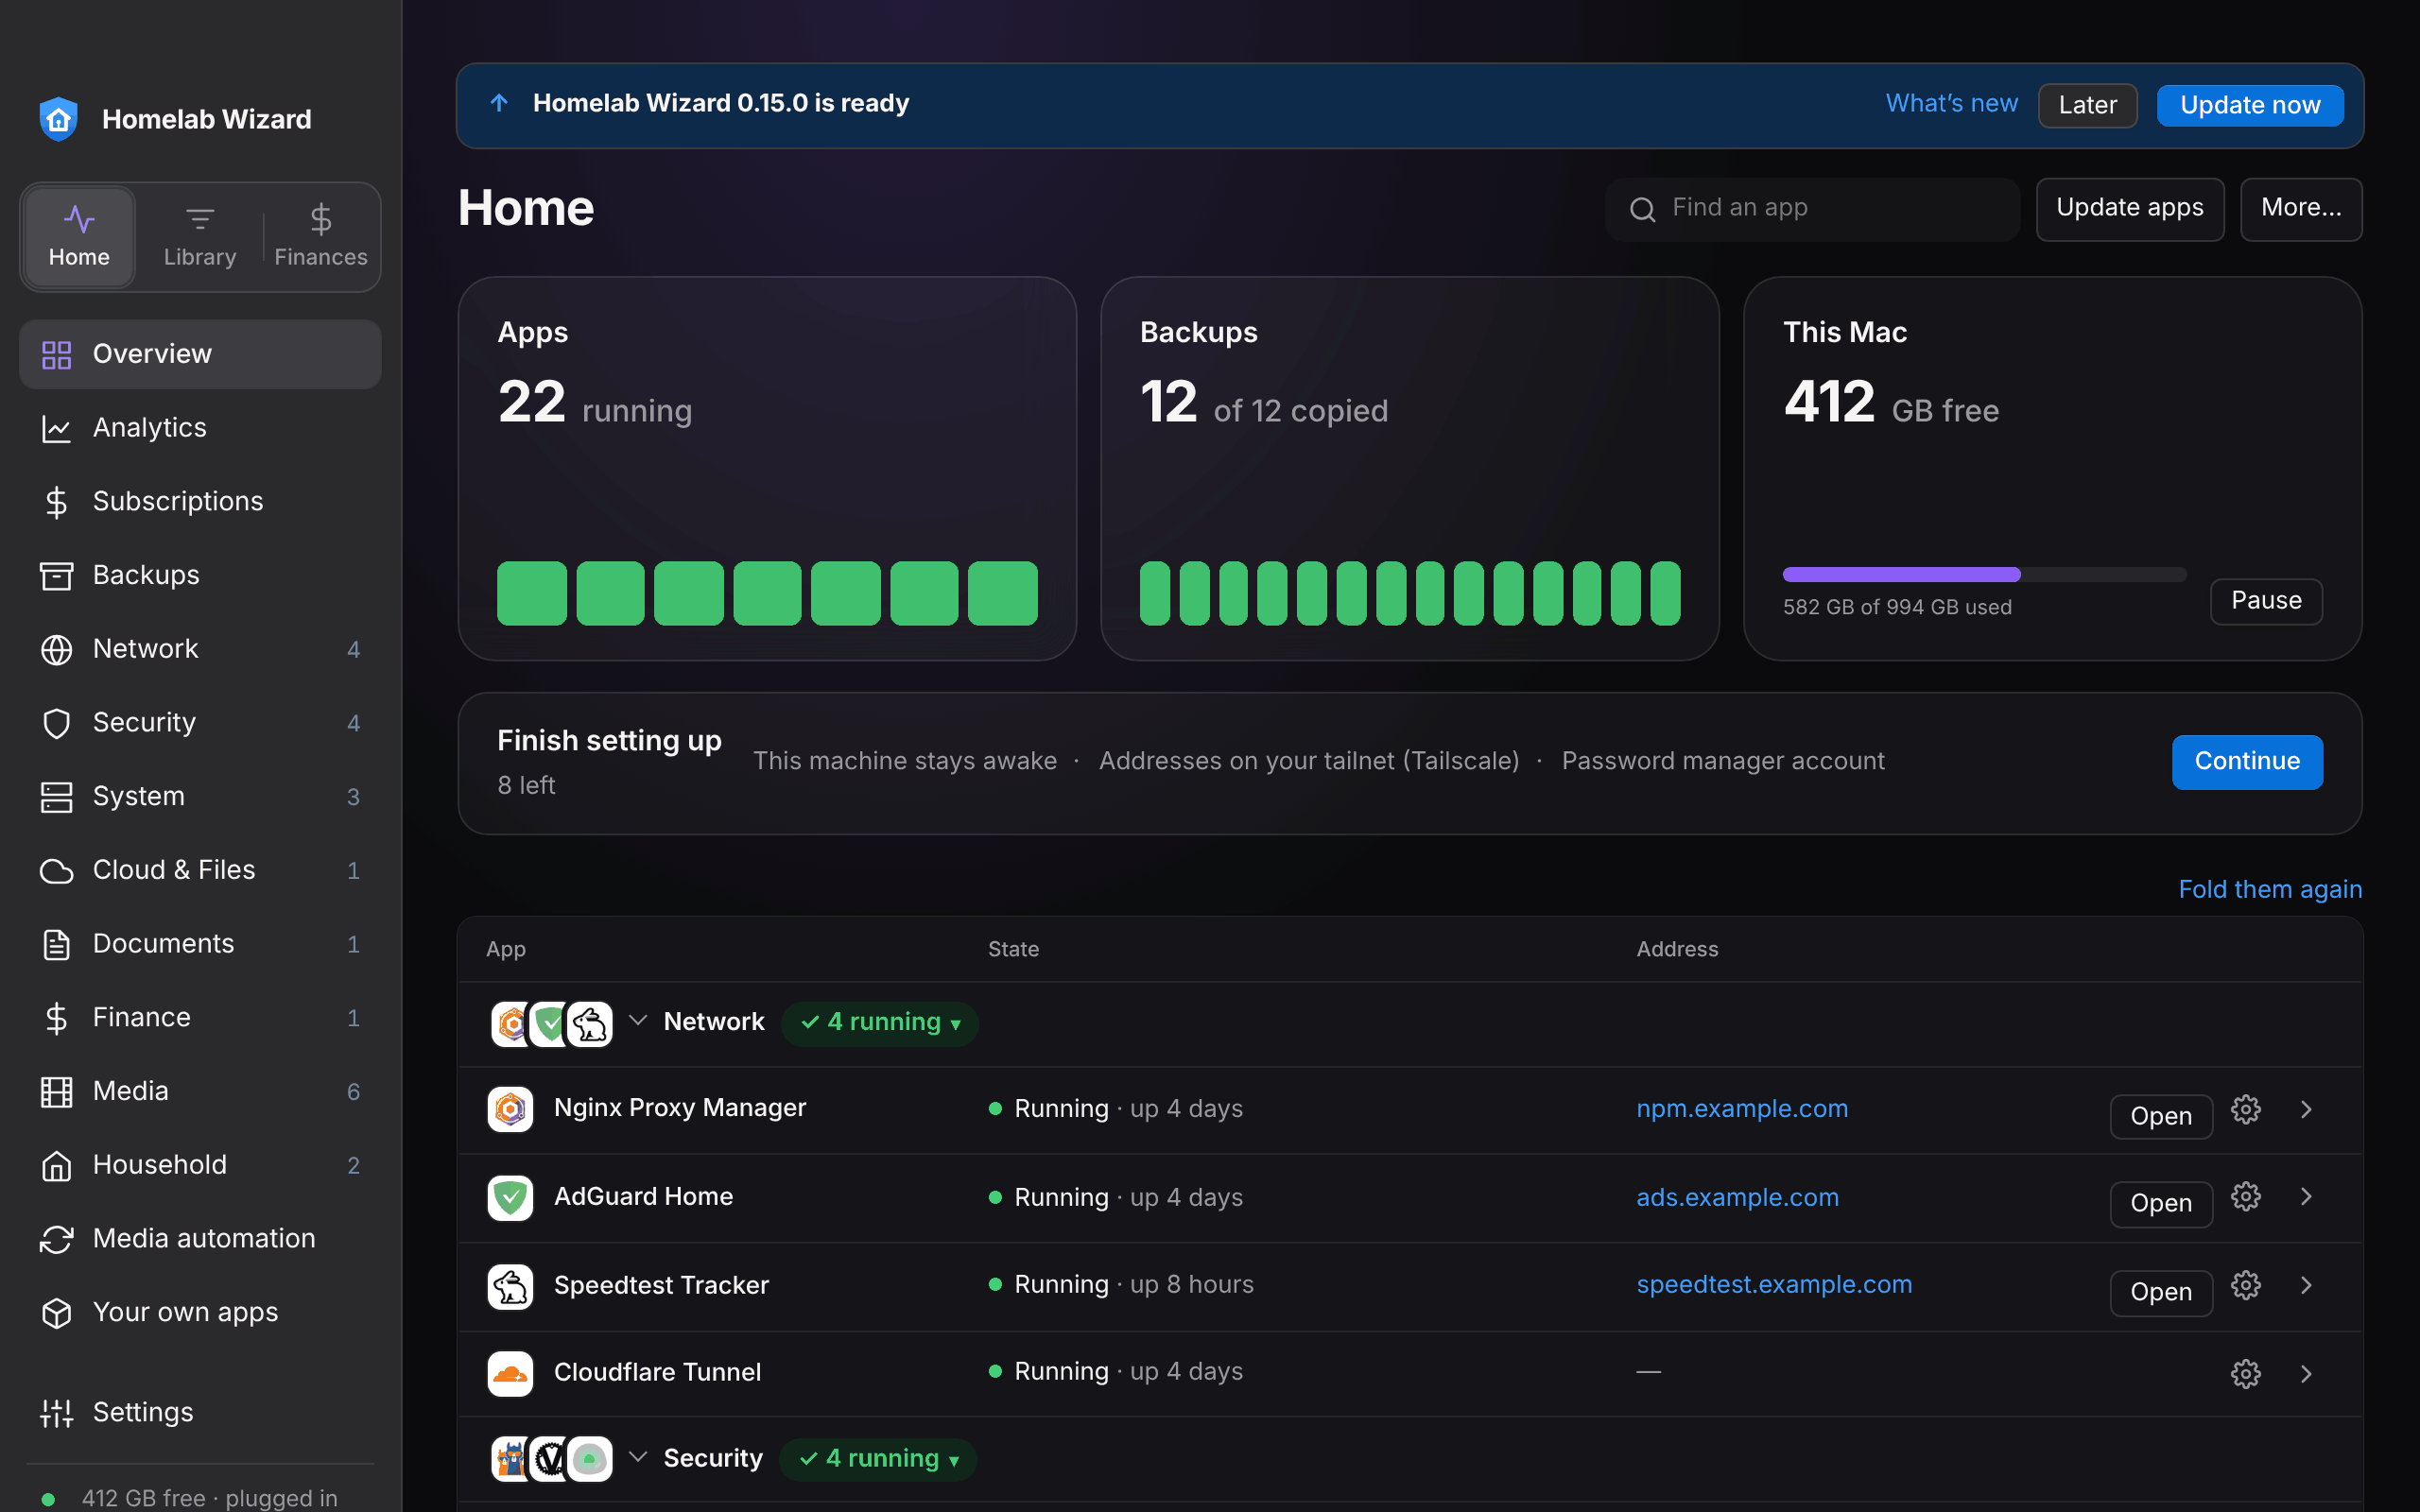 Homelab Wizard
Home
Library
Finances
Overview
Analytics
Subscriptions
Backups
Network 4
Security 4
System 3
Cloud & Files 1
Documents 1
Finance 1
Media 6
Household 2
Media automation
Your own apps
Settings
412 GB free · plugged in
Homelab Wizard 0.15.0 is ready
What’s new
Later
Update now
Home
Find an app
Update apps
More...
Apps
22 running
Backups
12 of 12 copied
This Mac
412 GB free
582 GB of 994 GB used
Pause
Finish setting up
8 left
This machine stays awake · Addresses on your tailnet (Tailscale) · Password manager account
Continue
Fold them again
App State Address
Network ✓ 4 running ▾
Nginx Proxy Manager Running · up 4 days npm.example.com Open
AdGuard Home Running · up 4 days ads.example.com Open
Speedtest Tracker Running · up 8 hours speedtest.example.com Open
Cloudflare Tunnel Running · up 4 days —
Security ✓ 4 running ▾